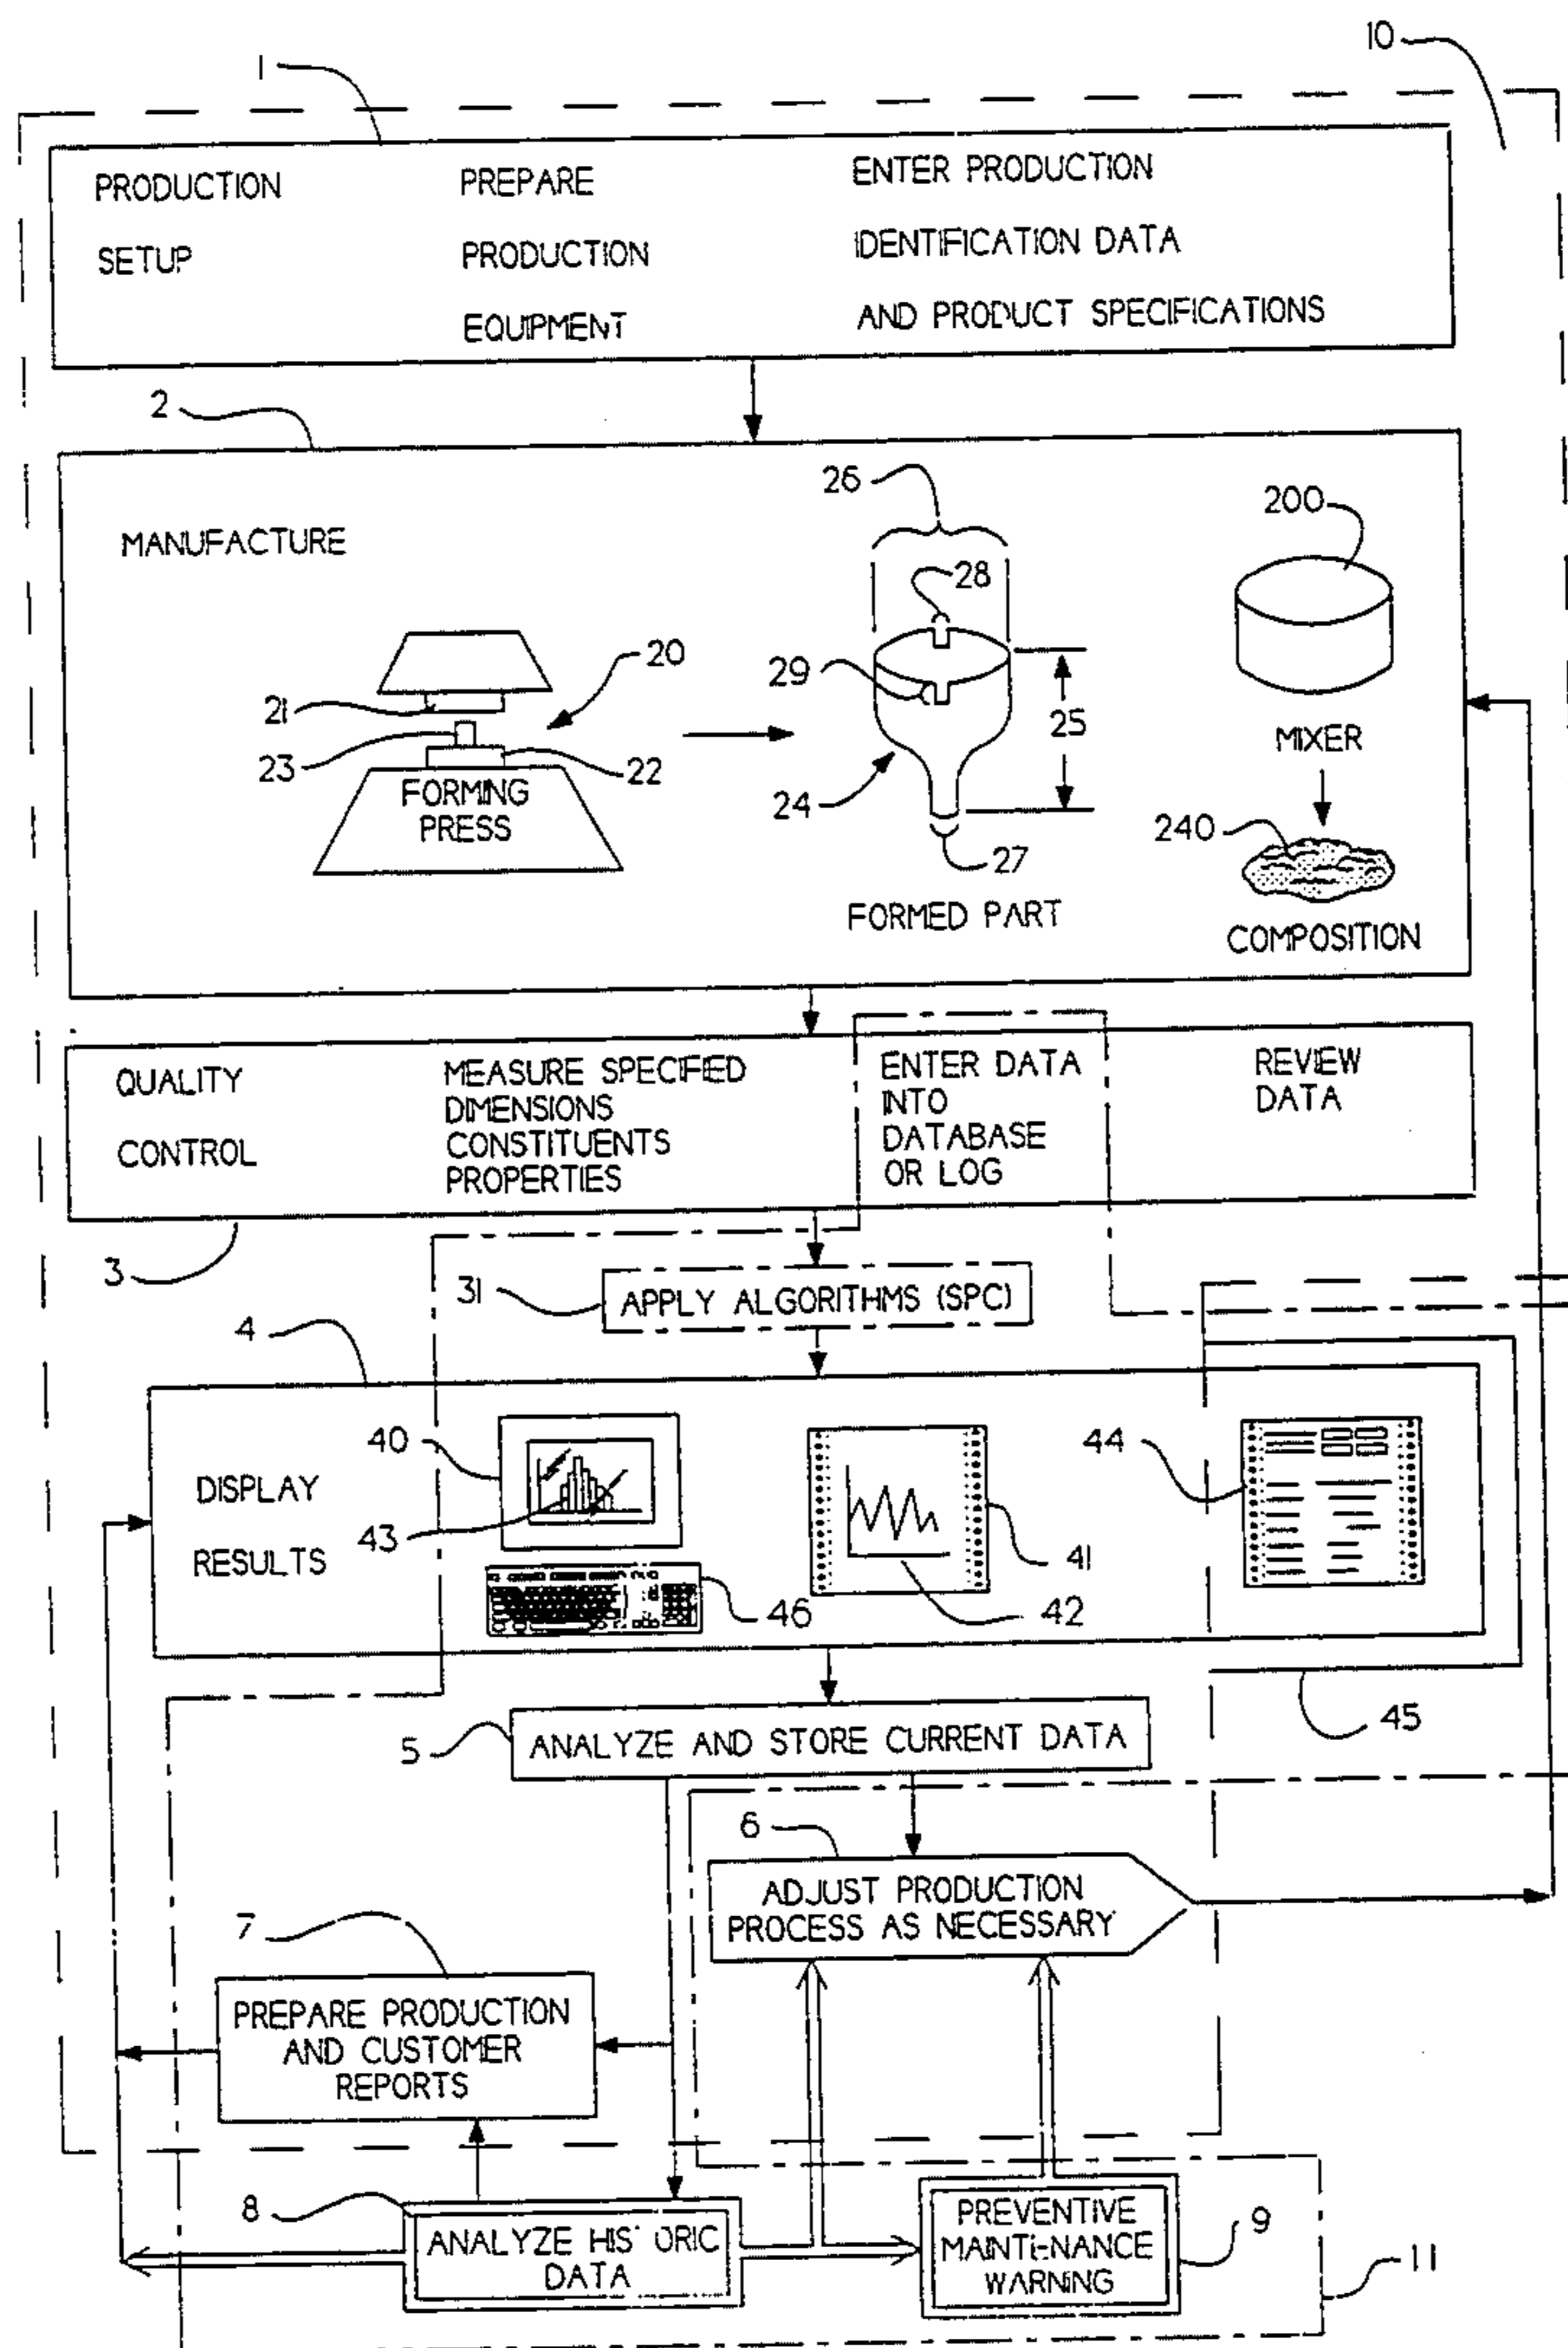 10
1
PRODUCTION
SETUP
PREPARE
PRODUCTION
EQUIPMENT
ENTER PRODUCTION
IDENTIFICATION DATA
AND PRODUCT SPECIFICATIONS
2
MANUFACTURE
20
21
23
22
FORMING
PRESS
26
28
29
25
24
27
FORMED PART
200
MIXER
240
COMPOSITION
QUALITY
CONTROL
MEASURE SPECIFIED
DIMENSIONS
CONSTITUENTS
PROPERTIES
ENTER DATA
INTO
DATABASE
OR LOG
REVIEW
DATA
3
31
APPLY ALGORITHMS (SPC)
4
DISPLAY
RESULTS
40
43
46
41
42
44
45
5
ANALYZE AND STORE CURRENT DATA
6
ADJUST PRODUCTION
PROCESS AS NECESSARY
7
PREPARE PRODUCTION
AND CUSTOMER
REPORTS
8
ANALYZE HISTORIC
DATA
PREVENTIVE
MAINTENANCE
WARNING
9
11